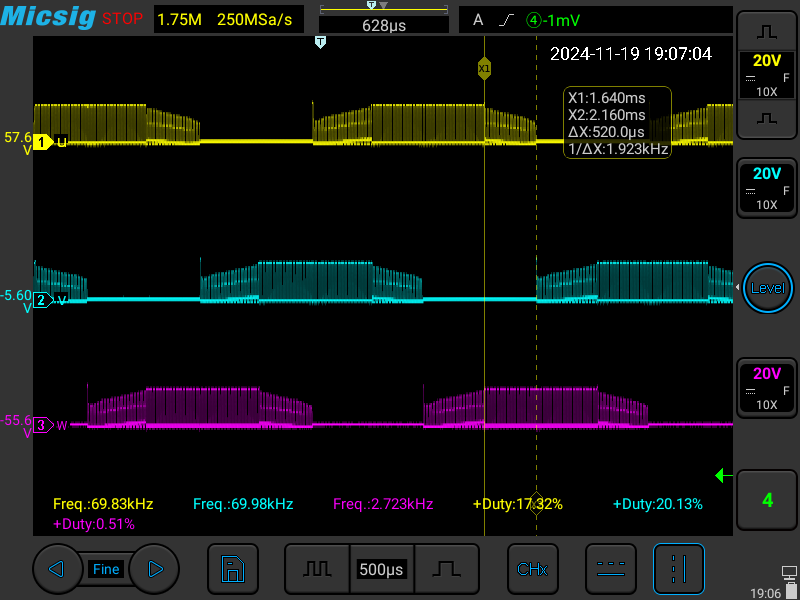 Micsig STOP 1.75M 250MSa/s 628μs A 4 -1mV
T
2024-11-19 19:07:04
X1
X1:1.640ms
X2:2.160ms
ΔX:520.0μs
1/ΔX:1.923kHz
57.6 V 1 U
-5.60 V 2 V
-55.6 V 3 W
20V
F
10X
20V
F
10X
Level
20V
F
10X
4
Freq.:69.83kHz Freq.:69.98kHz Freq.:2.723kHz +Duty:17.32% +Duty:20.13%
+Duty:0.51%
Fine 500μs CHx
19:06